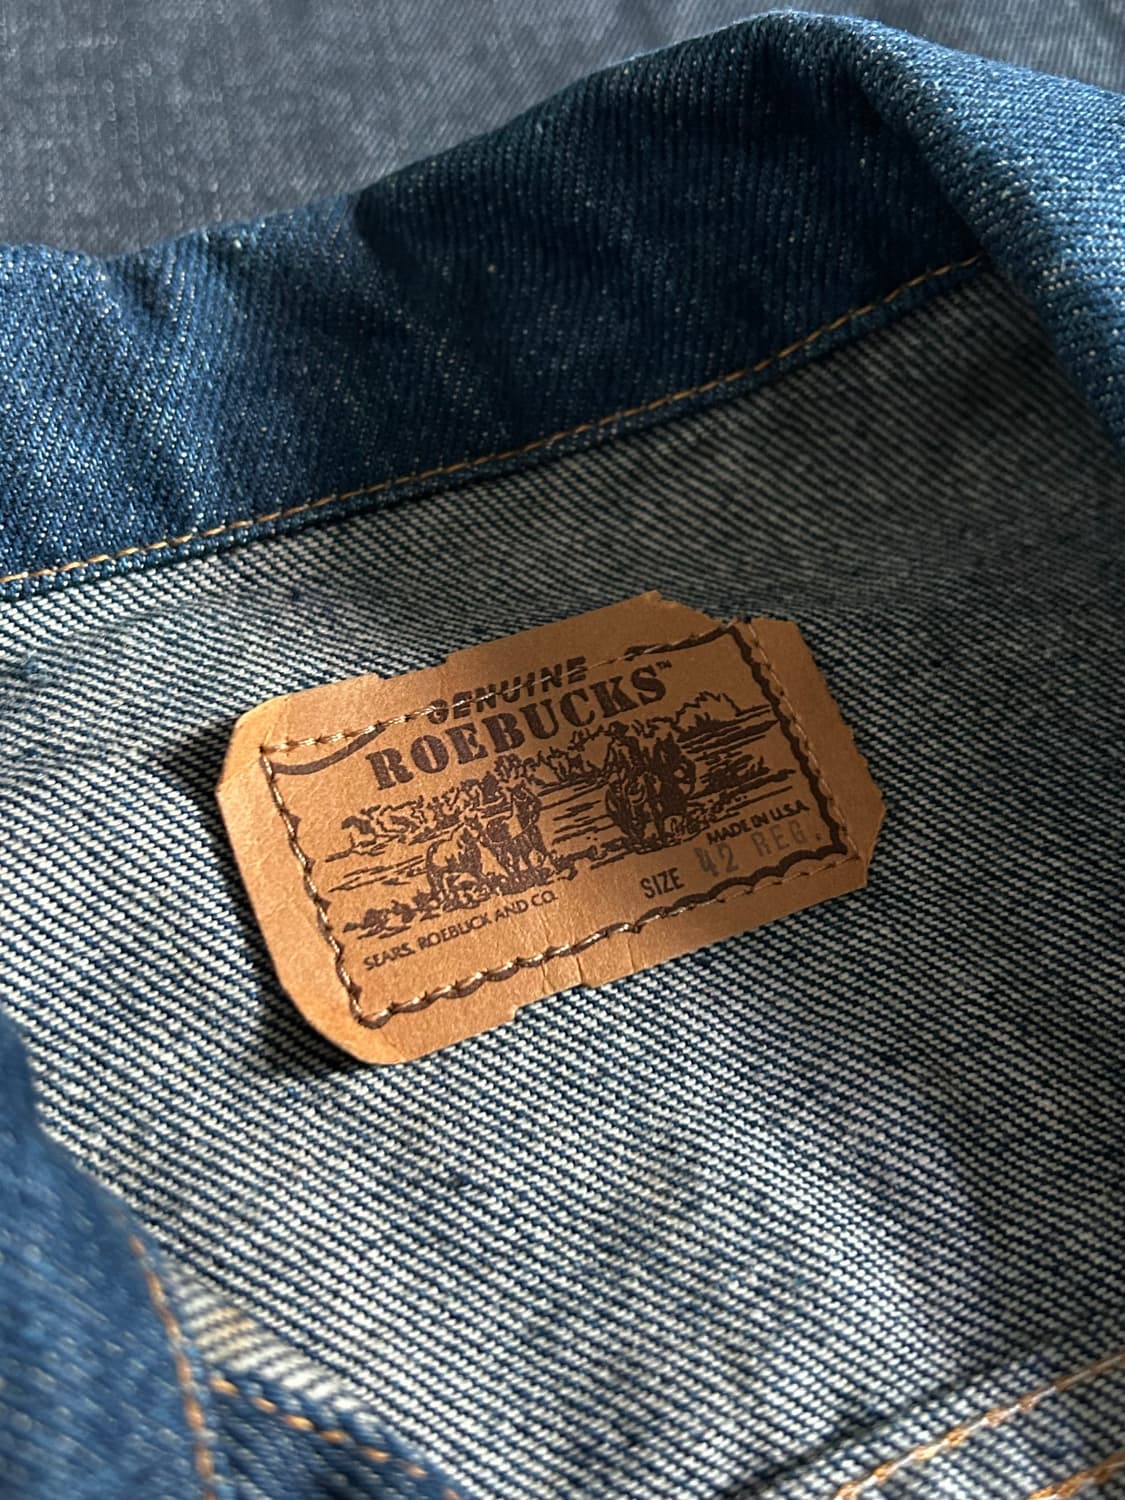 GENUINE
ROEBUCKS™
MADE IN U.S.A.
SIZE 42 REG.
SEARS, ROEBUCK AND CO.